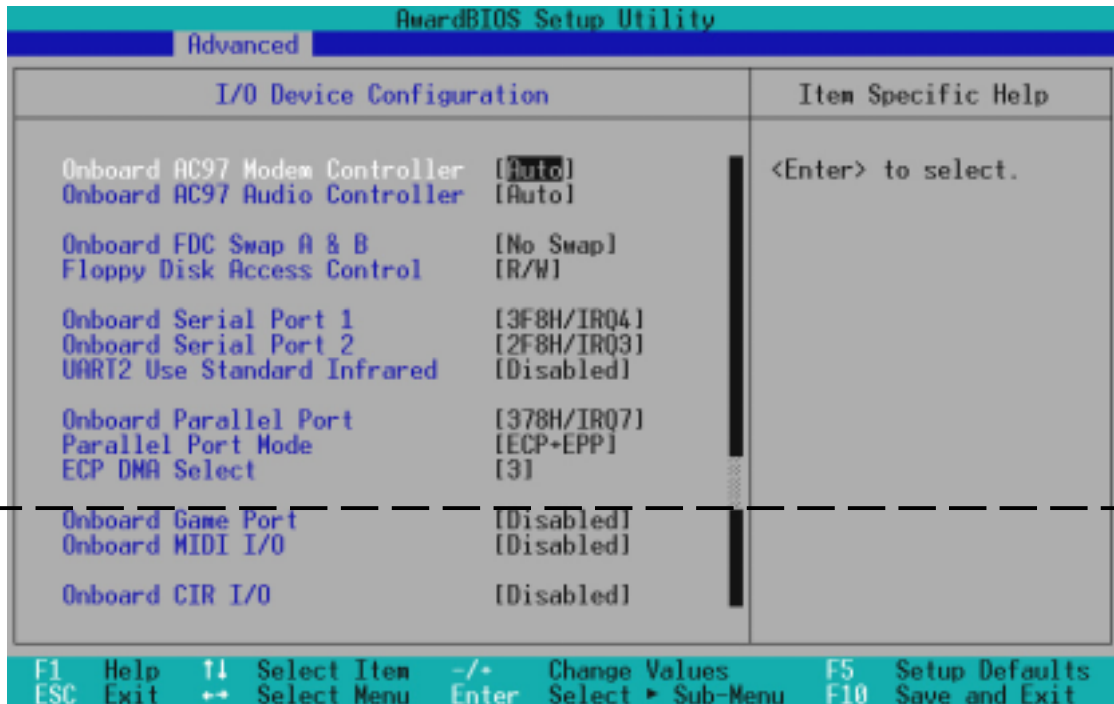 AwardBIOS Setup Utility
Advanced
I/O Device Configuration
Item Specific Help
Onboard AC97 Modem Controller [Auto]
Onboard AC97 Audio Controller [Auto]
Onboard FDC Swap A & B [No Swap]
Floppy Disk Access Control [R/W]
Onboard Serial Port 1 [3F8H/IRQ4]
Onboard Serial Port 2 [2F8H/IRQ3]
UART2 Use Standard Infrared [Disabled]
Onboard Parallel Port [378H/IRQ7]
Parallel Port Mode [ECP+EPP]
ECP DMA Select [3]
Onboard Game Port [Disabled]
Onboard MIDI I/O [Disabled]
Onboard CIR I/O [Disabled]
<Enter> to select.
F1 Help ↑↓ Select Item -/+ Change Values F5 Setup Defaults
ESC Exit ←→ Select Menu Enter Select ► Sub-Menu F10 Save and Exit